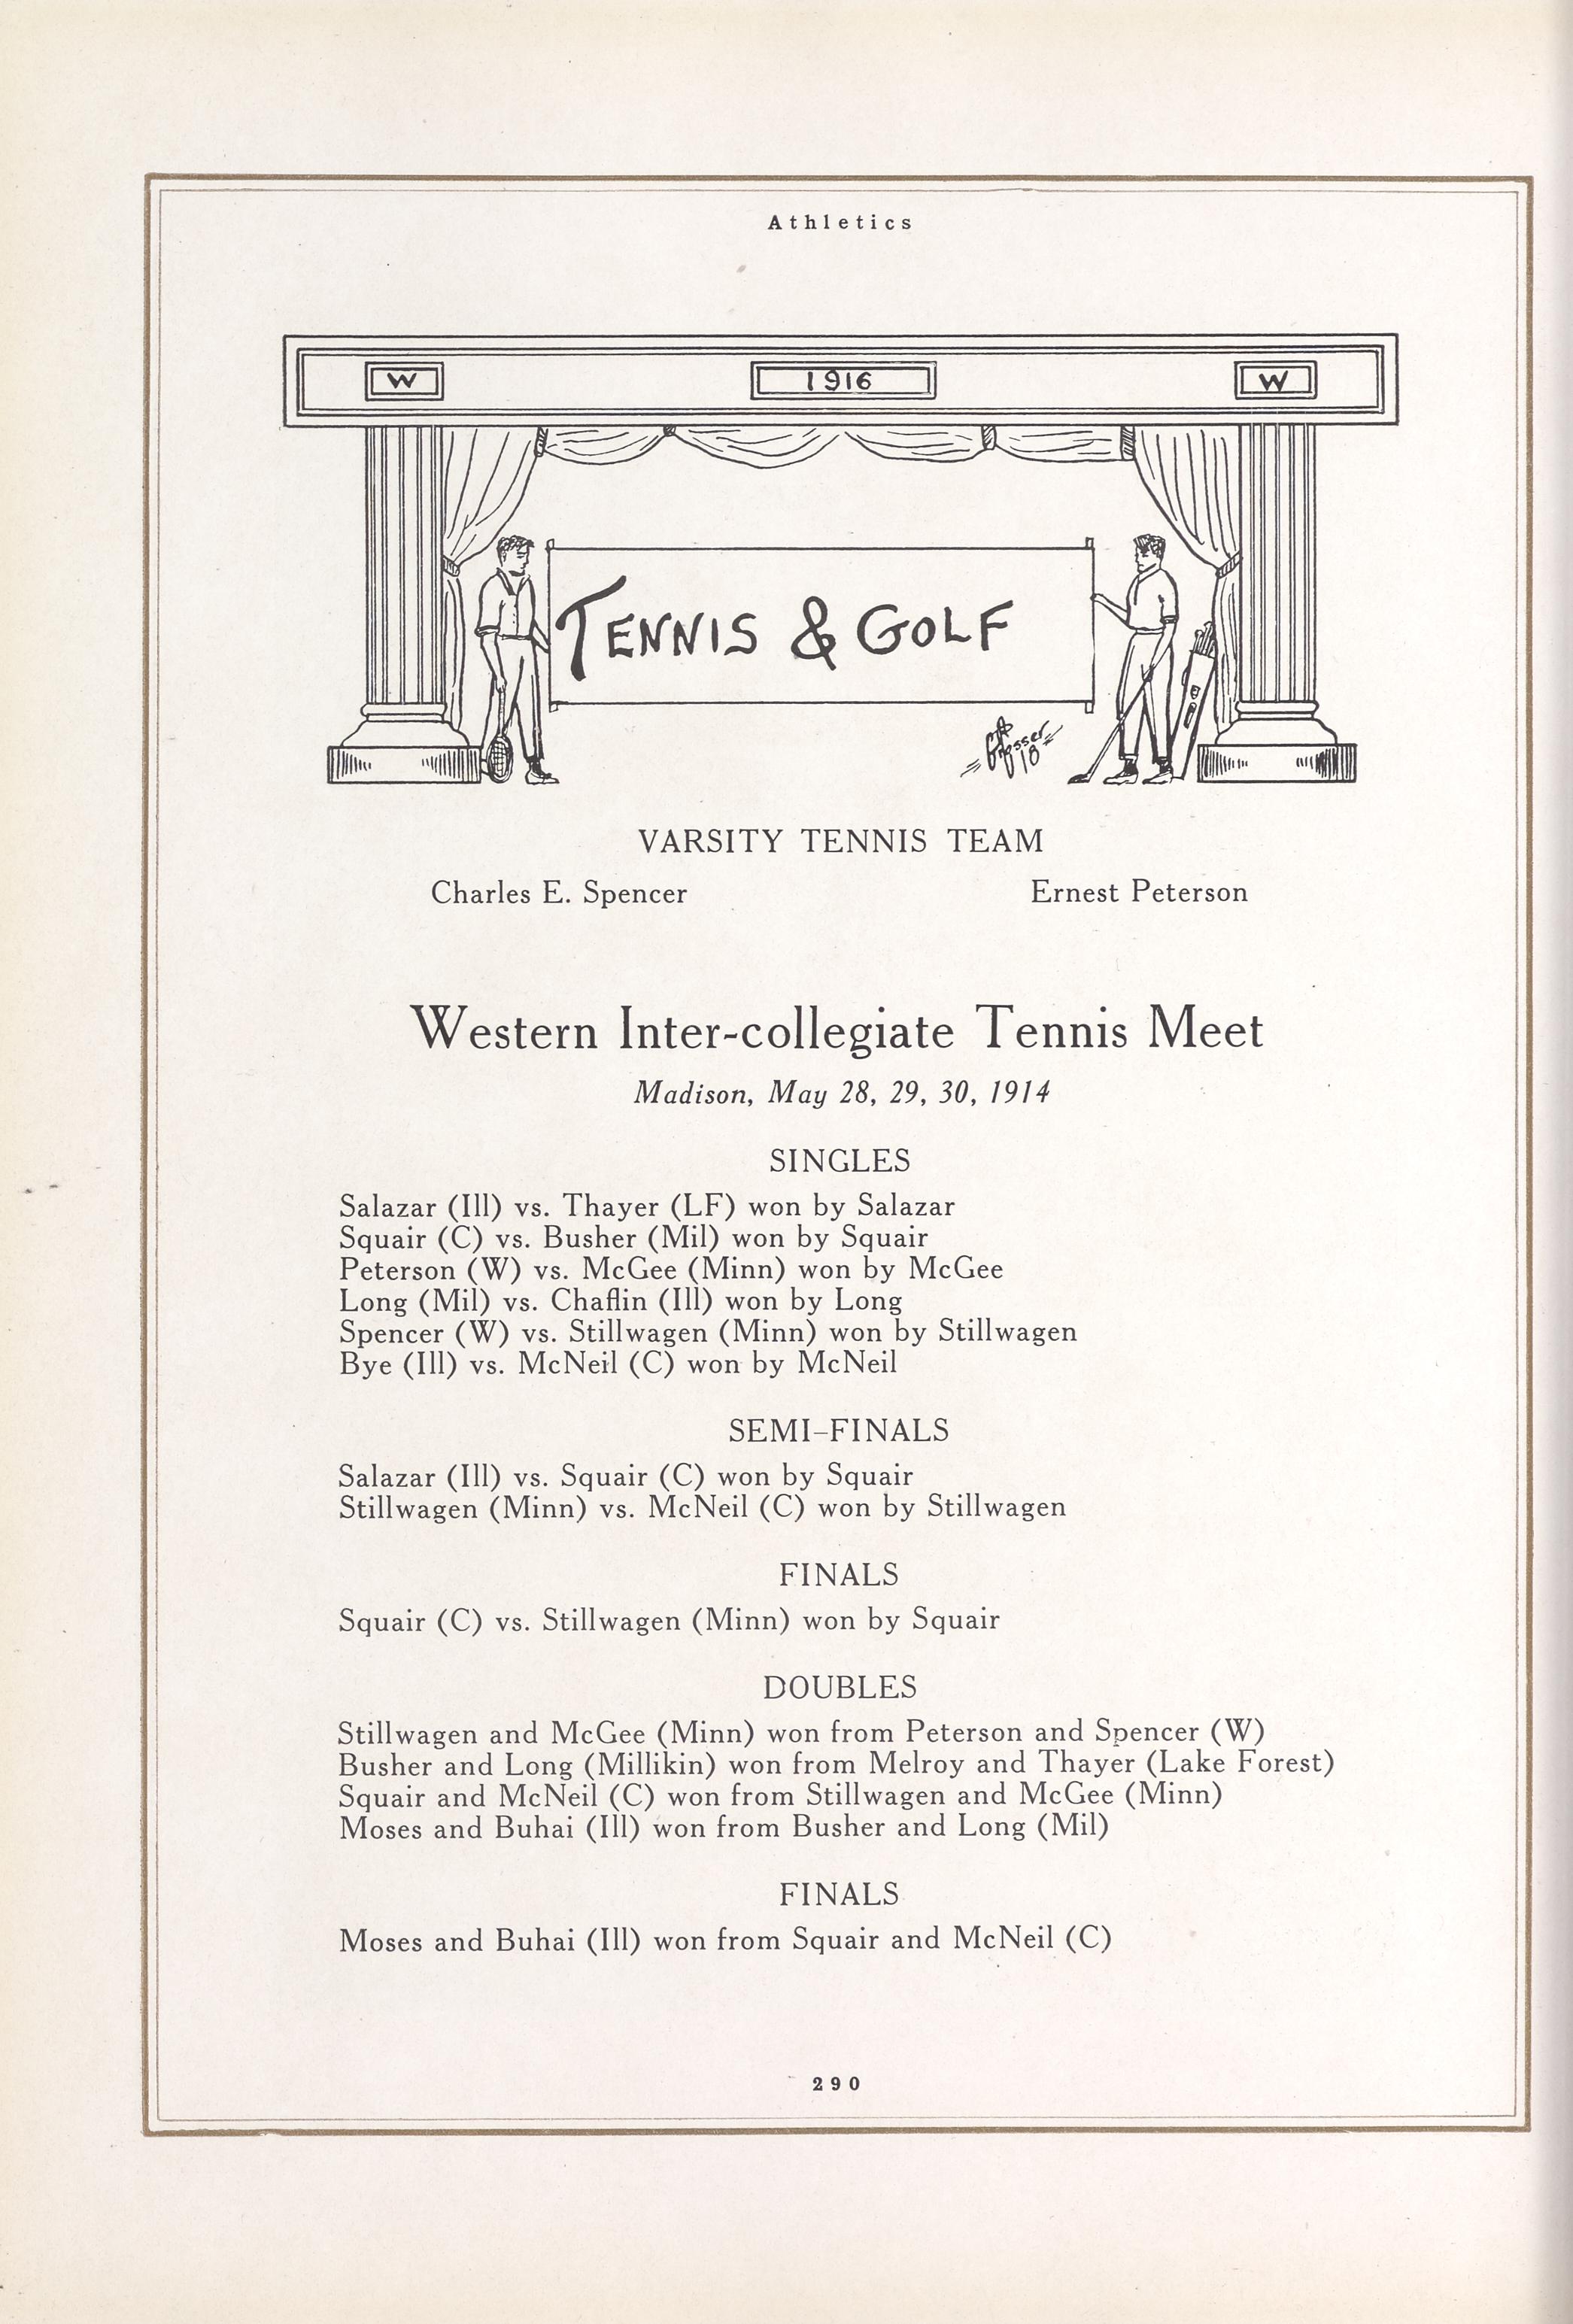 Athletics
W 1916 W
TENNIS & GOLF
Gosser
18
VARSITY TENNIS TEAM
Charles E. Spencer Ernest Peterson
Western Inter-collegiate Tennis Meet
Madison, May 28, 29, 30, 1914
SINGLES
Salazar (Ill) vs. Thayer (LF) won by Salazar
Squair (C) vs. Busher (Mil) won by Squair
Peterson (W) vs. McGee (Minn) won by McGee
Long (Mil) vs. Chaflin (Ill) won by Long
Spencer (W) vs. Stillwagen (Minn) won by Stillwagen
Bye (Ill) vs. McNeil (C) won by McNeil
SEMI–FINALS
Salazar (Ill) vs. Squair (C) won by Squair
Stillwagen (Minn) vs. McNeil (C) won by Stillwagen
FINALS
Squair (C) vs. Stillwagen (Minn) won by Squair
DOUBLES
Stillwagen and McGee (Minn) won from Peterson and Spencer (W)
Busher and Long (Millikin) won from Melroy and Thayer (Lake Forest)
Squair and McNeil (C) won from Stillwagen and McGee (Minn)
Moses and Buhai (Ill) won from Busher and Long (Mil)
FINALS
Moses and Buhai (Ill) won from Squair and McNeil (C)
290